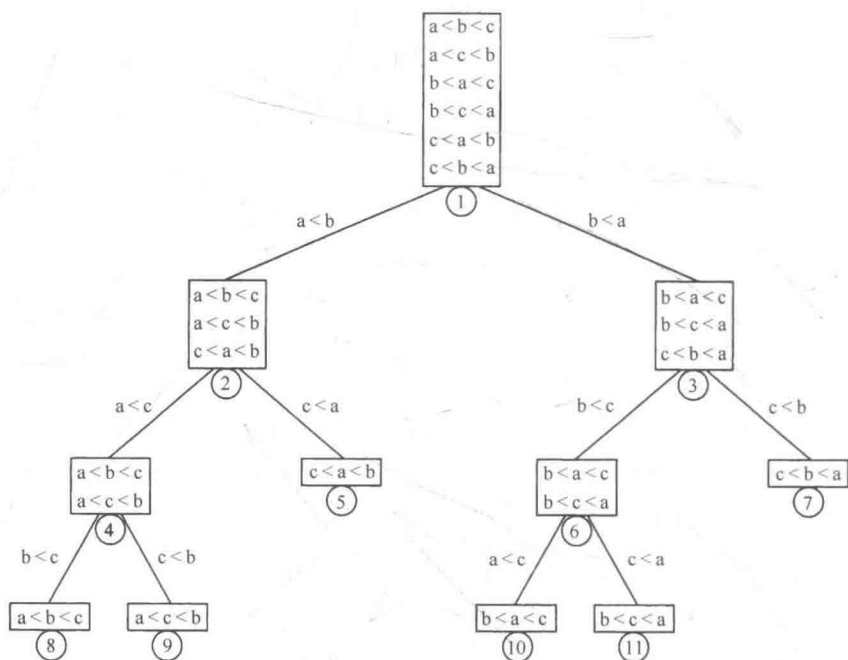 a < b < c
a < c < b
b < a < c
b < c < a
c < a < b
c < b < a
1
a < b
b < a
a < b < c
a < c < b
c < a < b
2
b < a < c
b < c < a
c < b < a
3
a < c
c < a
b < c
c < b
a < b < c
a < c < b
4
c < a < b
5
b < a < c
b < c < a
6
c < b < a
7
b < c
c < b
a < c
c < a
a < b < c
8
a < c < b
9
b < a < c
10
b < c < a
11